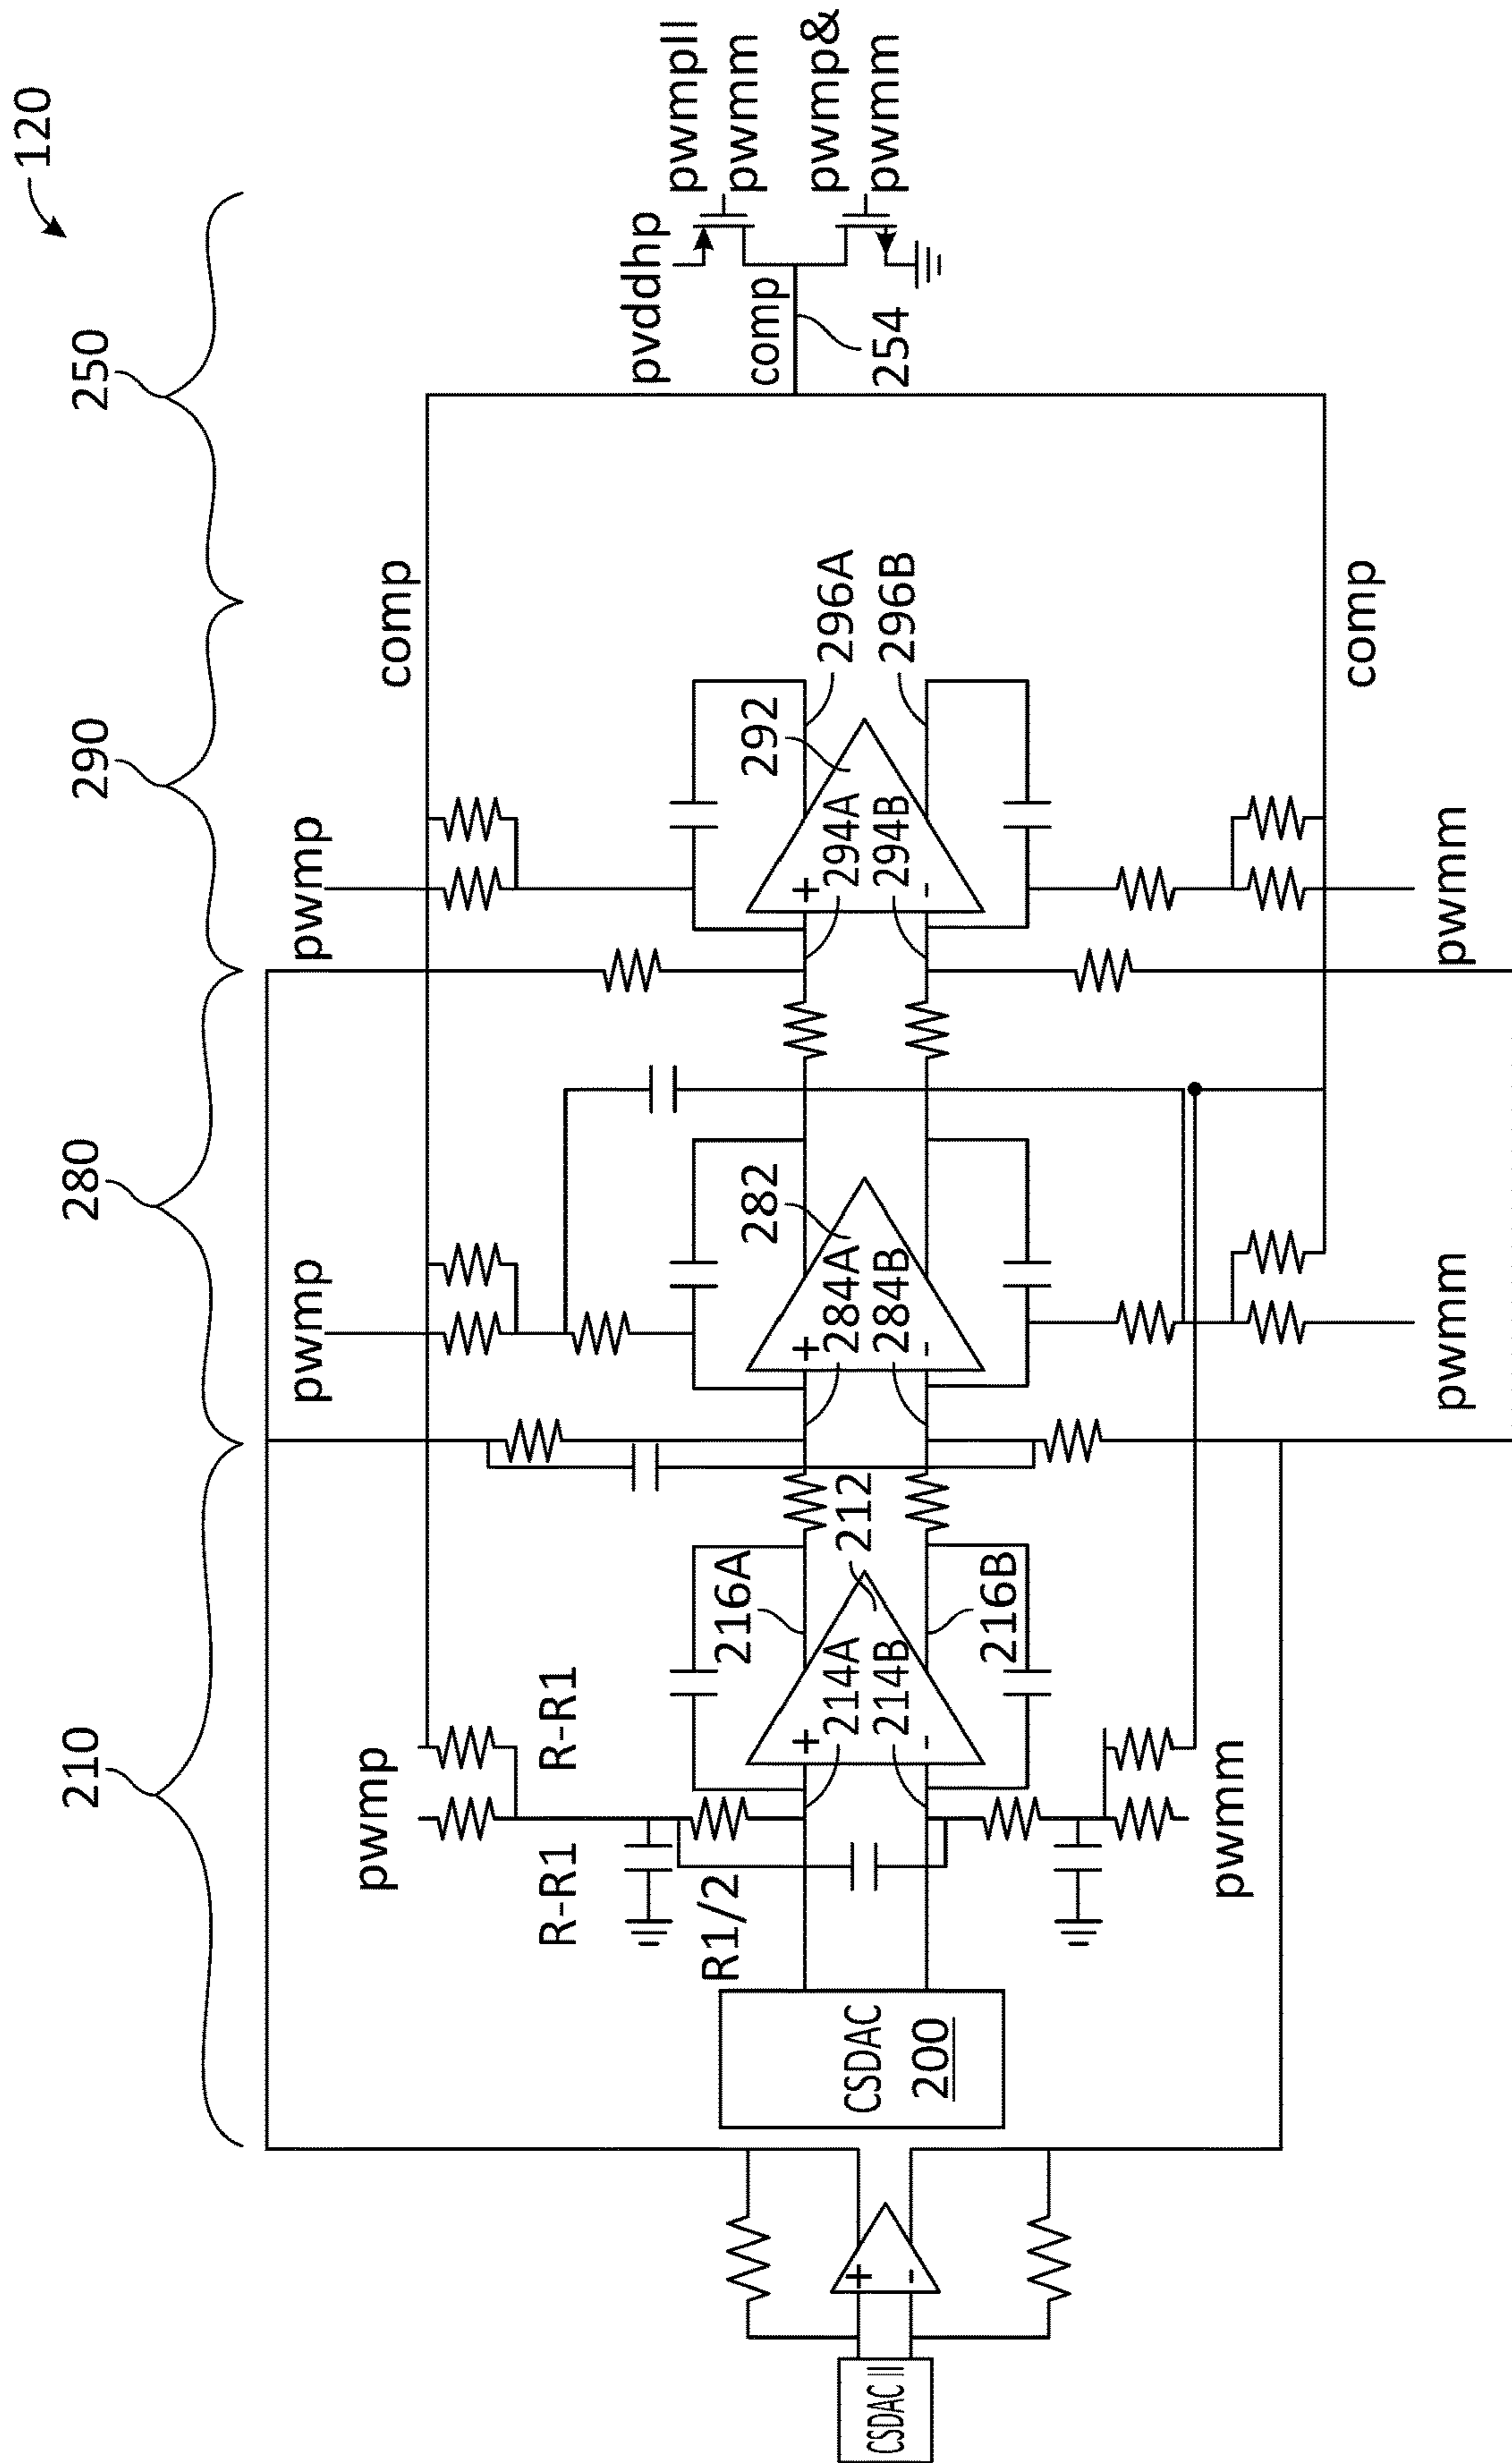 120
210
280
290
250
pwmp
pwmp
pwmp
comp
pvddhp
pwmpll
pwmm
comp
254
pwmp&
pwmm
R-R1
R-R1
R1/2
CSDAC II
CSDAC
200
+
-
+
-
214A
214B
216A
212
216B
+
-
284A
284B
282
+
-
294A
294B
292
296A
296B
pwmm
pwmm
pwmm
comp